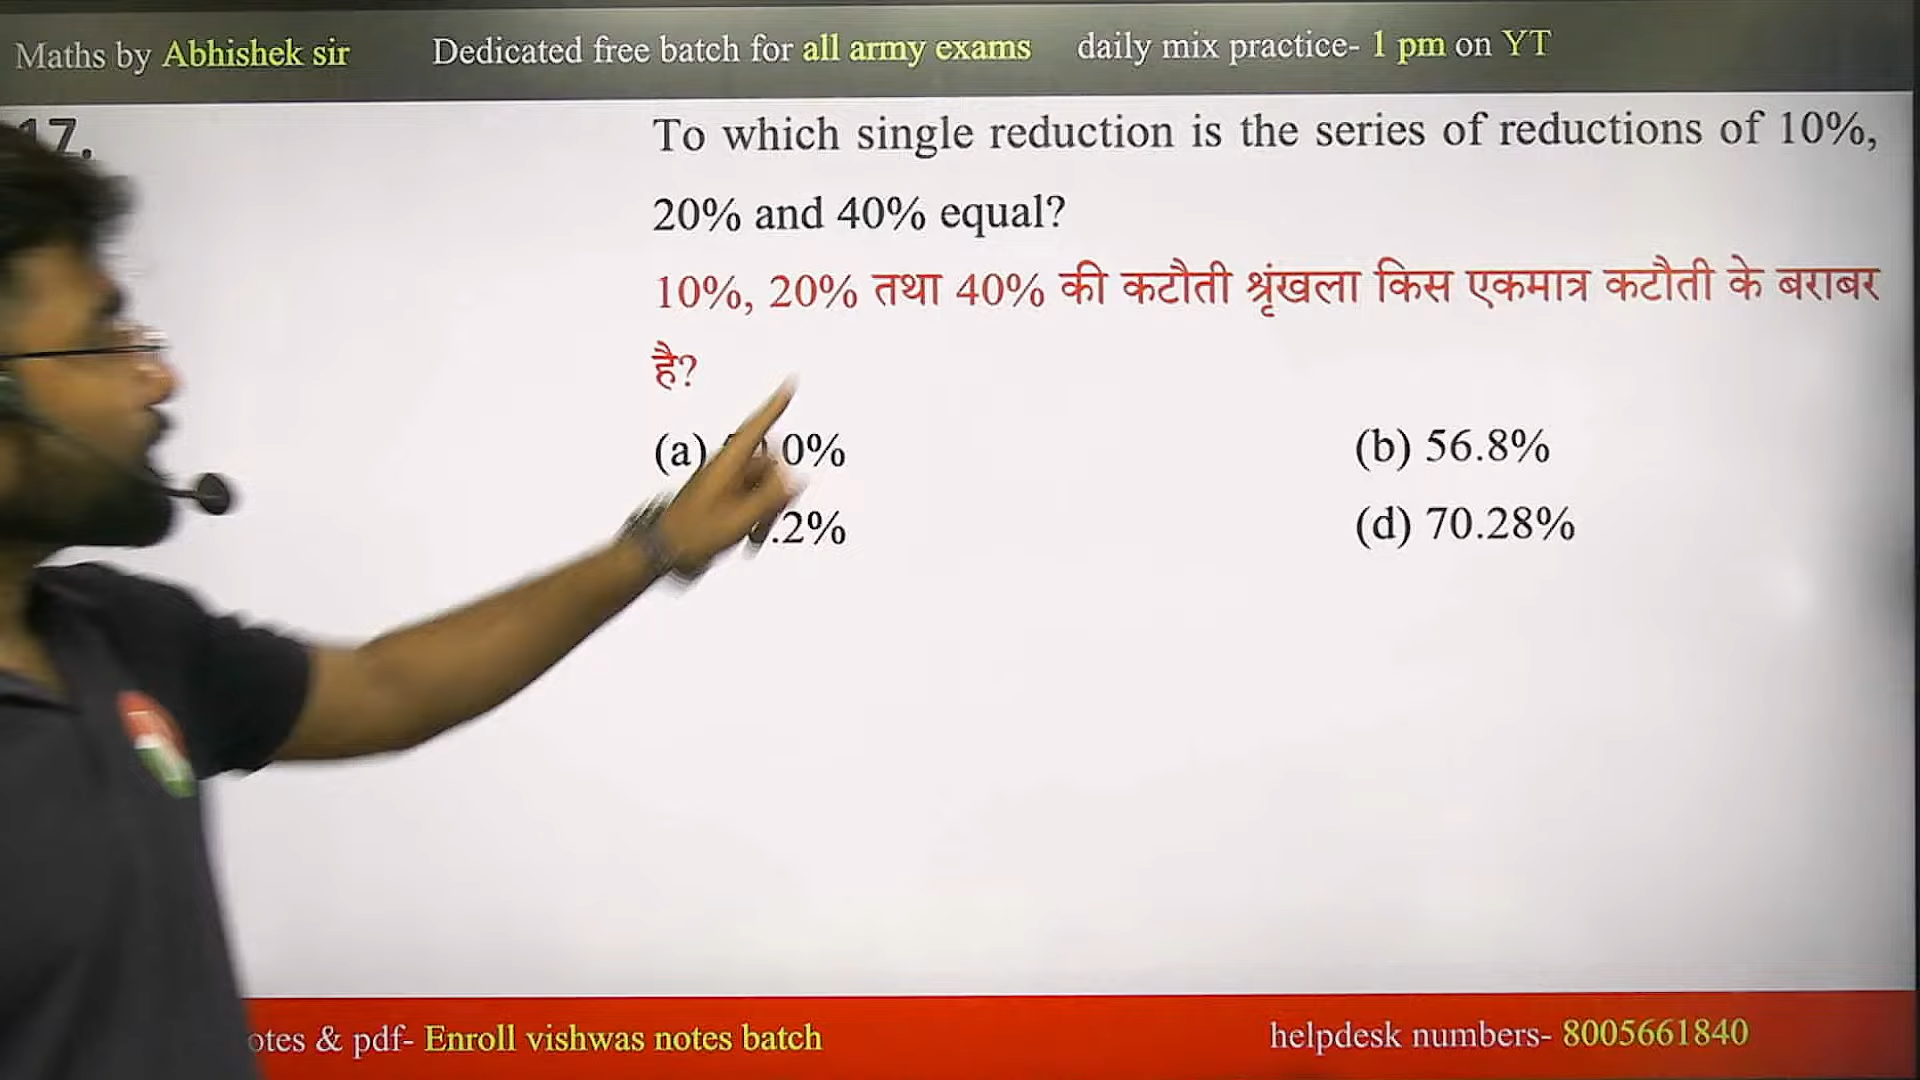 Maths by Abhishek sir Dedicated free batch for all army exams daily mix practice- 1 pm on YT
17.
To which single reduction is the series of reductions of 10%,
20% and 40% equal?
10%, 20% तथा 40% की कटौती श्रृंखला किस एकमात्र कटौती के बराबर
है?
(a) (b) 56.8%
(d) 70.28%
& pdf- Enroll vishwas notes batch helpdesk numbers- 8005661840